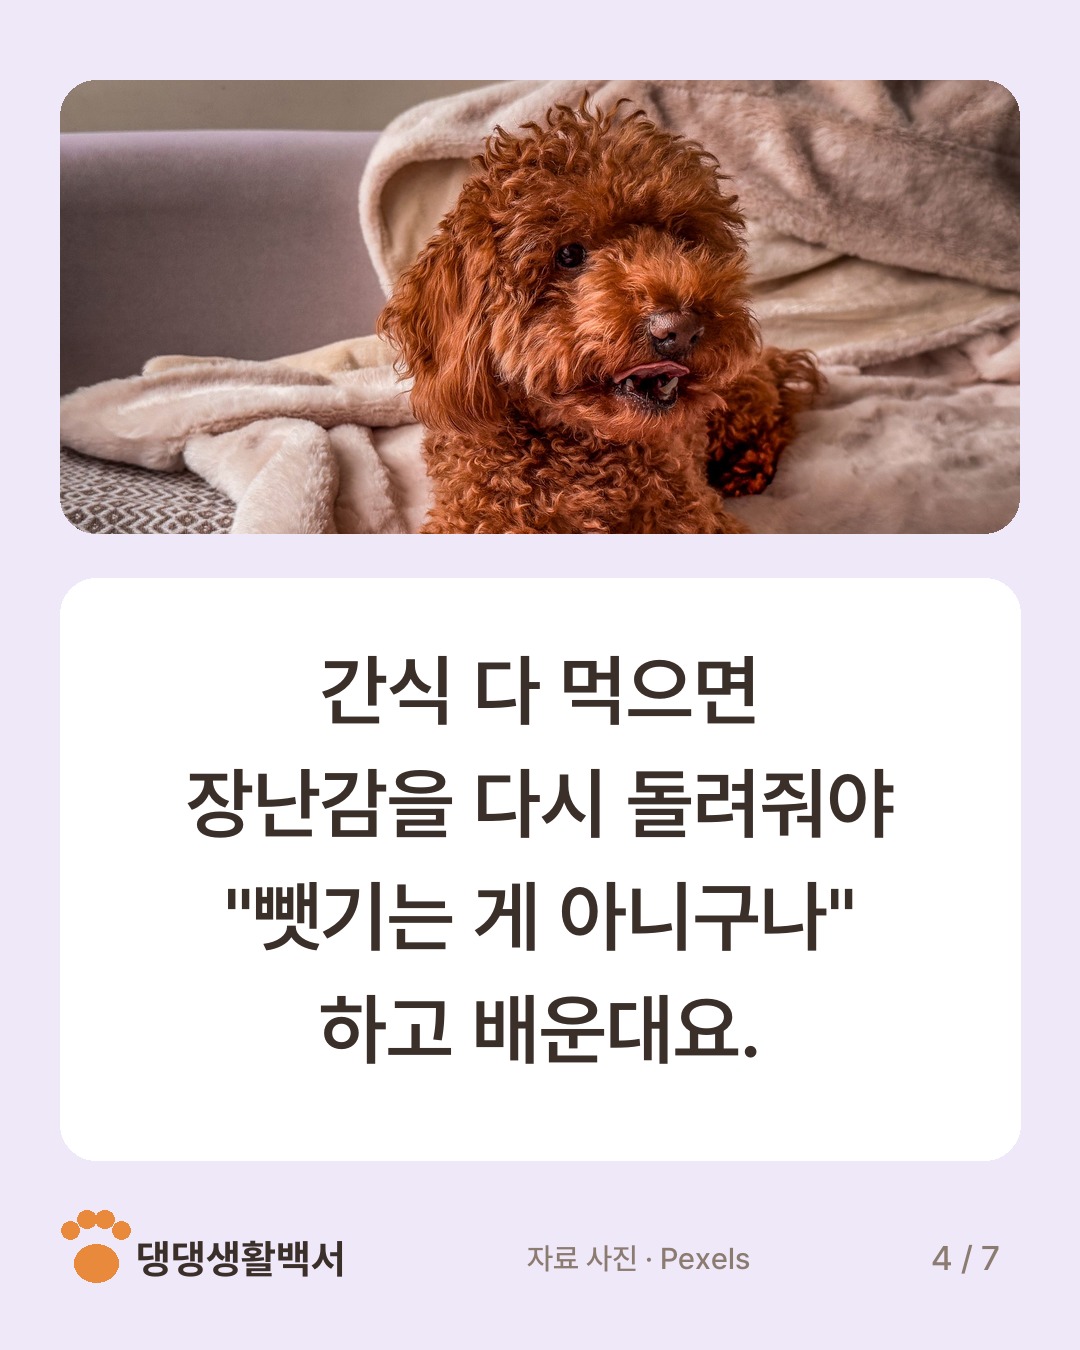 간식 다 먹으면
장난감을 다시 돌려줘야
"뺏기는 게 아니구나"
하고 배운대요.
댕댕생활백서
자료 사진 · Pexels
4 / 7